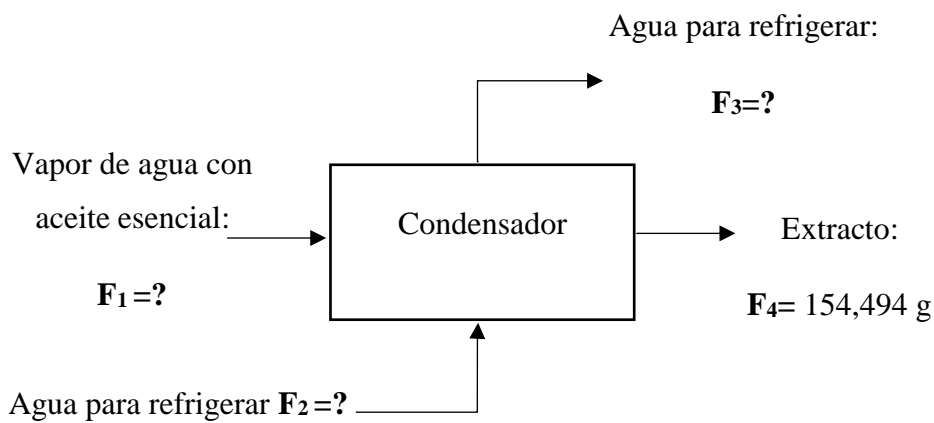 Agua para refrigerar:
F3=?
Vapor de agua con
aceite esencial:
F1 =?
Condensador
Extracto:
F4= 154,494 g
Agua para refrigerar F2 =?